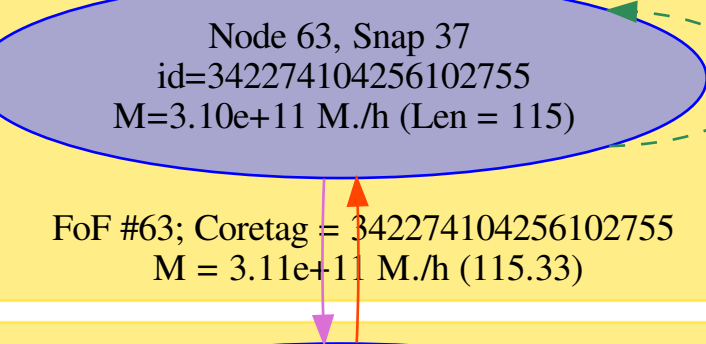 Node 63, Snap 37
id=342274104256102755
M=3.10e+11 M./h (Len = 115)
FoF #63; Coretag = 342274104256102755
M = 3.11e+11 M./h (115.33)